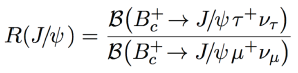 R(J/ψ) = ℬ(B_c^+ → J/ψ τ^+ ν_τ) / ℬ(B_c^+ → J/ψ μ^+ ν_μ)